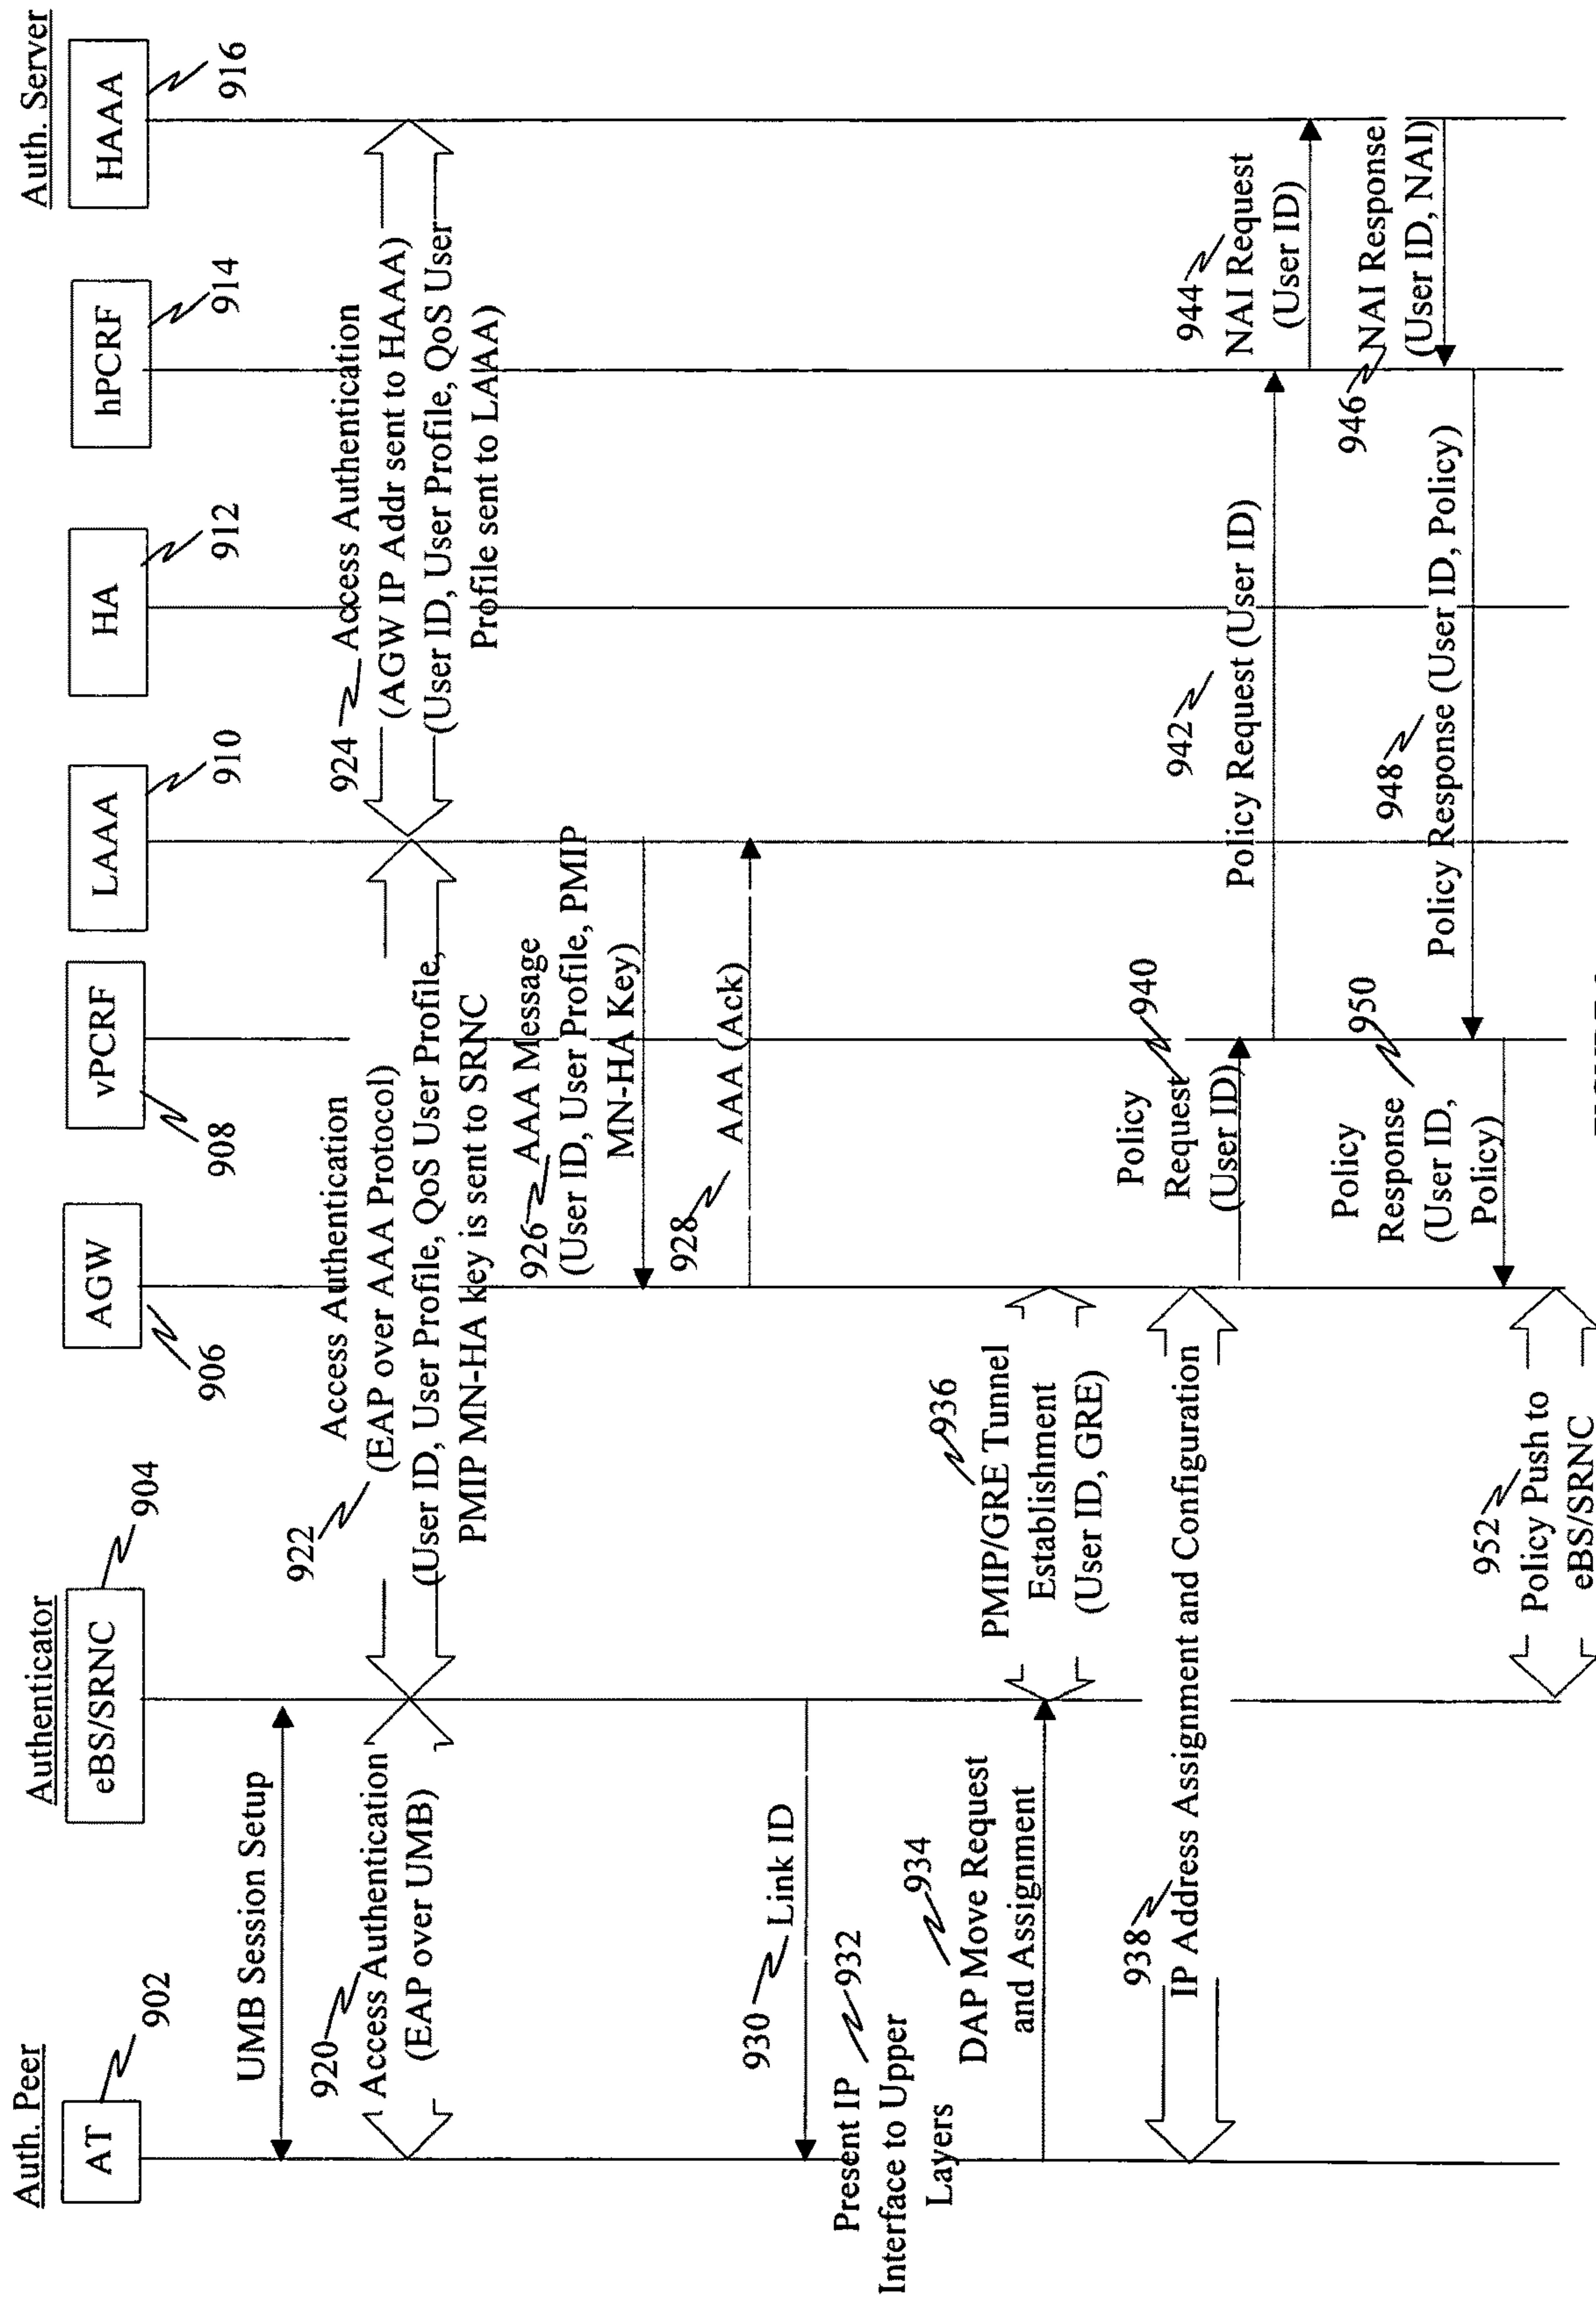 Auth. Peer
Authenticator
Auth. Server
AT
eBS/SRNC
AGW
vPCRF
LAAA
HA
hPCRF
HAAA
902
904
906
908
910
912
914
916
UMB Session Setup
920
Access Authentication
(EAP over UMB)
922
Access Authentication
(EAP over AAA Protocol)
(User ID, User Profile, QoS User Profile,
PMIP MN-HA key is sent to SRNC
924
Access Authentication
(AGW IP Addr sent to HAAA)
(User ID, User Profile, QoS User
Profile sent to LAAA)
926
AAA Message
(User ID, User Profile, PMIP
MN-HA Key)
928
AAA (Ack)
930
Link ID
Present IP
932
Interface to Upper
Layers
934
DAP Move Request
and Assignment
936
PMIP/GRE Tunnel
Establishment
(User ID, GRE)
938
IP Address Assignment and Configuration
940
Policy
Request
(User ID)
942
Policy Request (User ID)
944
NAI Request
(User ID)
946
NAI Response
(User ID, NAI)
948
Policy Response (User ID, Policy)
950
Policy
Response
(User ID,
Policy)
952
Policy Push to
eBS/SRNC